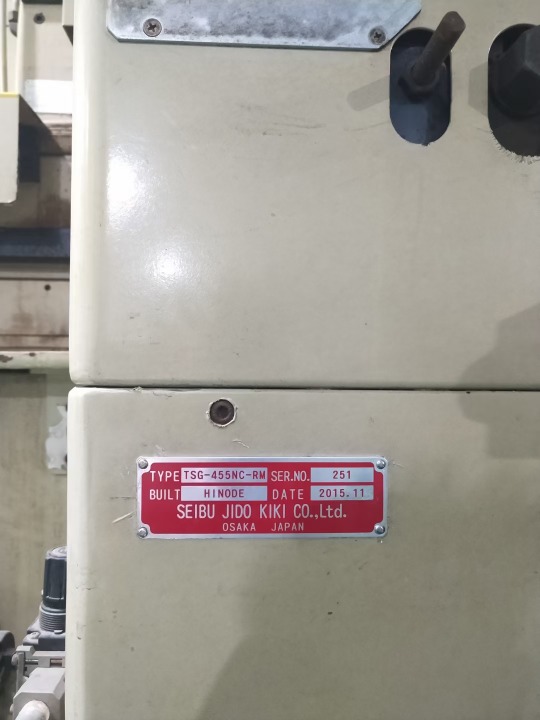 TYPE TSG-455NC-RM SER.NO. 251
BUILT HINODE DATE 2015.11
SEIBU JIDO KIKI CO.,Ltd.
OSAKA JAPAN